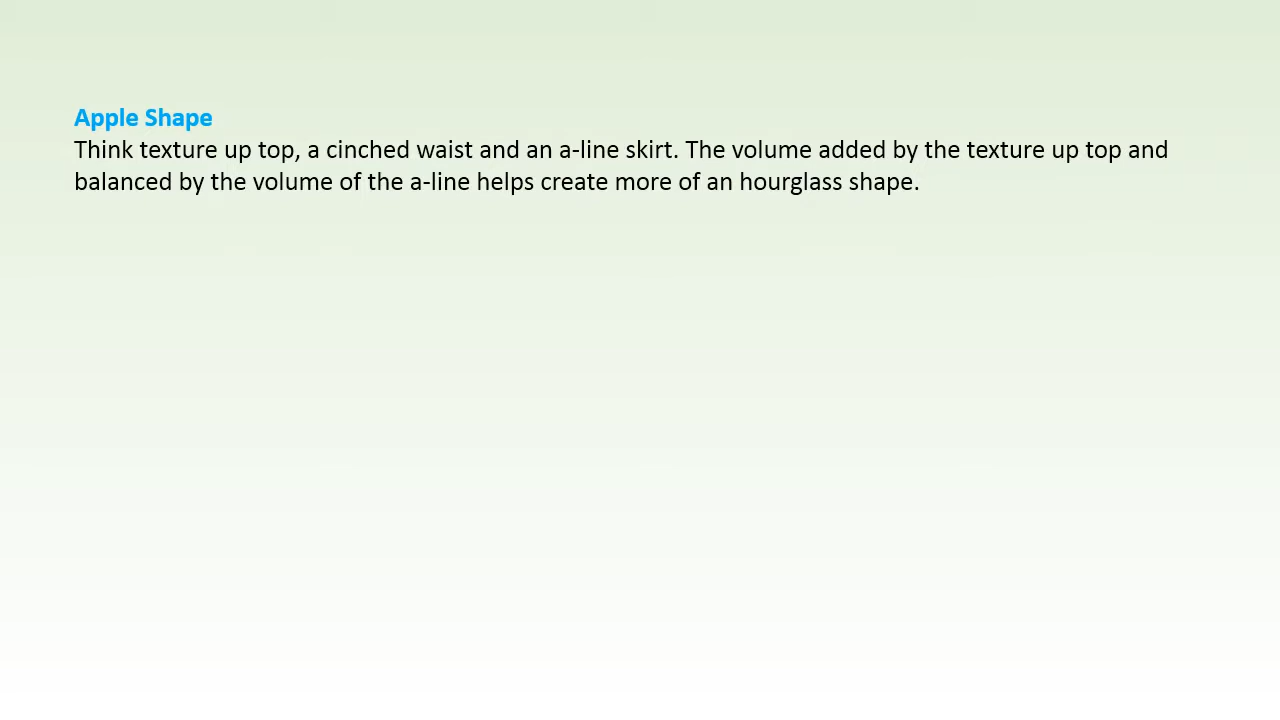 Apple Shape
Think texture up top, a cinched waist and an a-line skirt. The volume added by the texture up top and
balanced by the volume of the a-line helps create more of an hourglass shape.